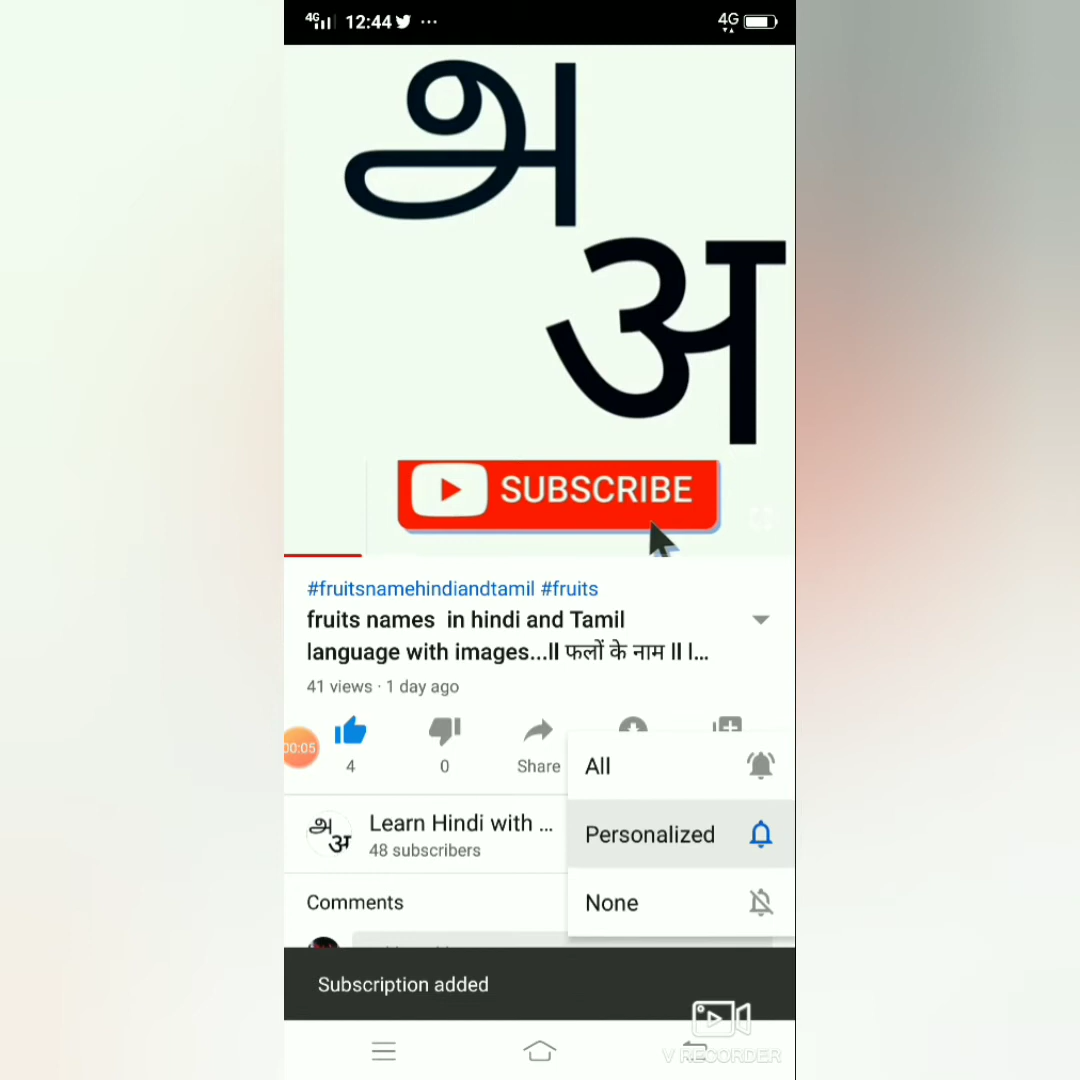 4G 12:44 ... 4G
அ
अ
SUBSCRIBE
#fruitsnamehindiandtamil #fruits
fruits names in hindi and Tamil
language with images...ll फलों के नाम ll l...
41 views · 1 day ago
00:05
4 0 Share
All
Personalized
None
அ
अ
Learn Hindi with ...
48 subscribers
Comments
Subscription added
V RECORDER